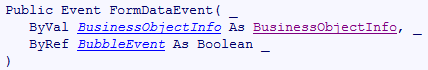 Public Event FormDataEvent( _
   ByVal BusinessObjectInfo As BusinessObjectInfo, _
   ByRef BubbleEvent As Boolean _
)